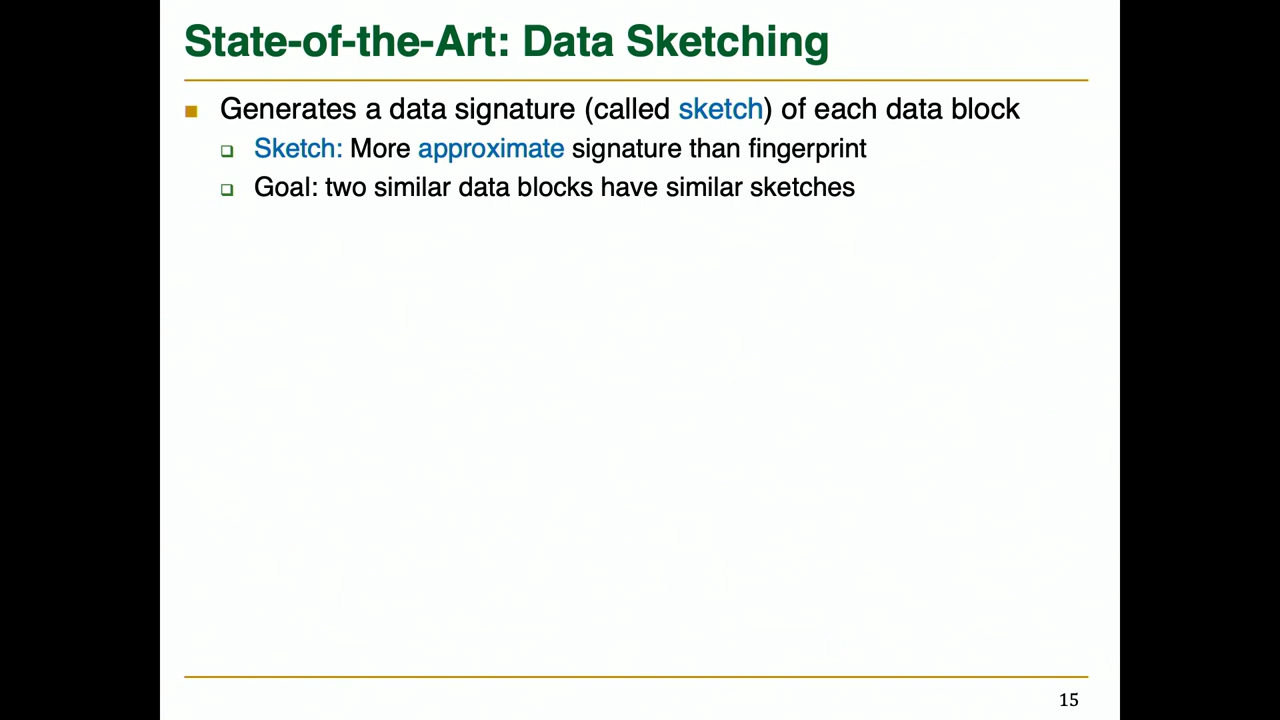 State-of-the-Art: Data Sketching
Generates a data signature (called sketch) of each data block
Sketch: More approximate signature than fingerprint
Goal: two similar data blocks have similar sketches
15